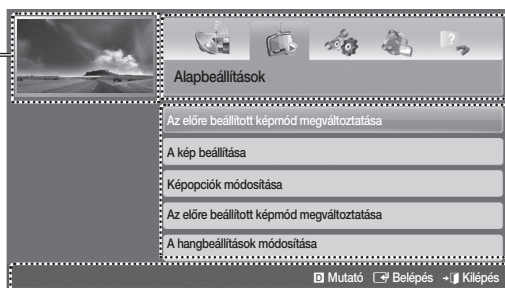 Alapbeállítások
Az előre beállított képmód megváltoztatása
A kép beállítása
Képopciók módosítása
Az előre beállított képmód megváltoztatása
A hangbeállítások módosítása
D Mutató Belépés Kilépés